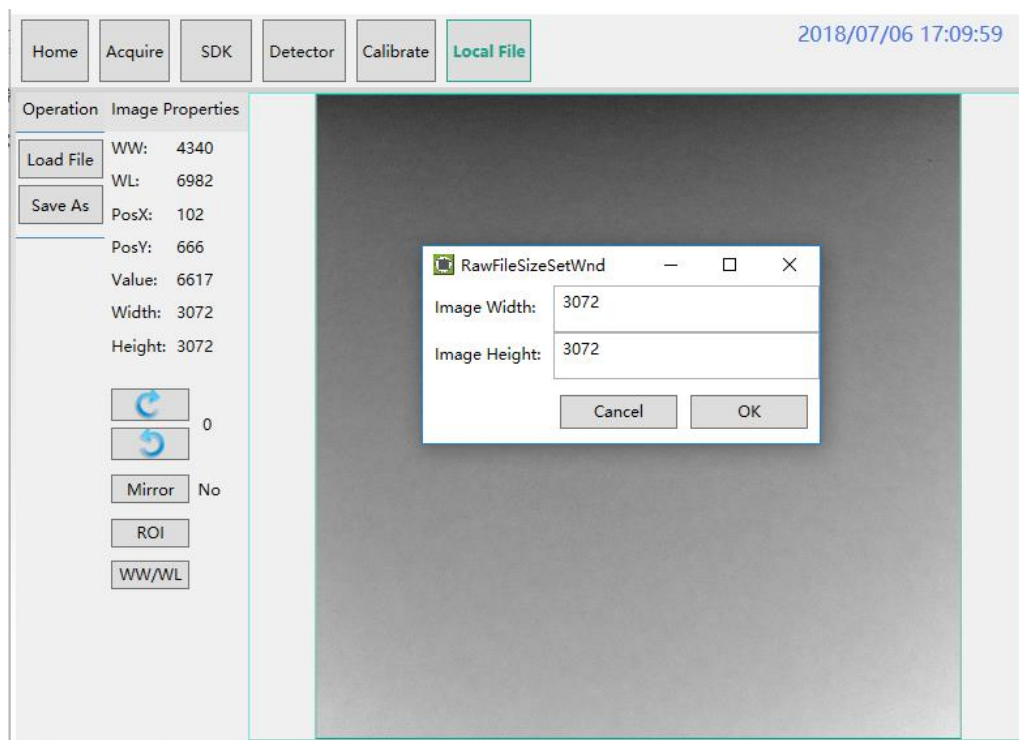 2018/07/06 17:09:59
Home Acquire SDK Detector Calibrate Local File
Operation Image Properties
Load File
Save As
WW: 4340
WL: 6982
PosX: 102
PosY: 666
Value: 6617
Width: 3072
Height: 3072
0
Mirror No
ROI
WW/WL
RawFileSizeSetWnd
Image Width: 3072
Image Height: 3072
Cancel OK